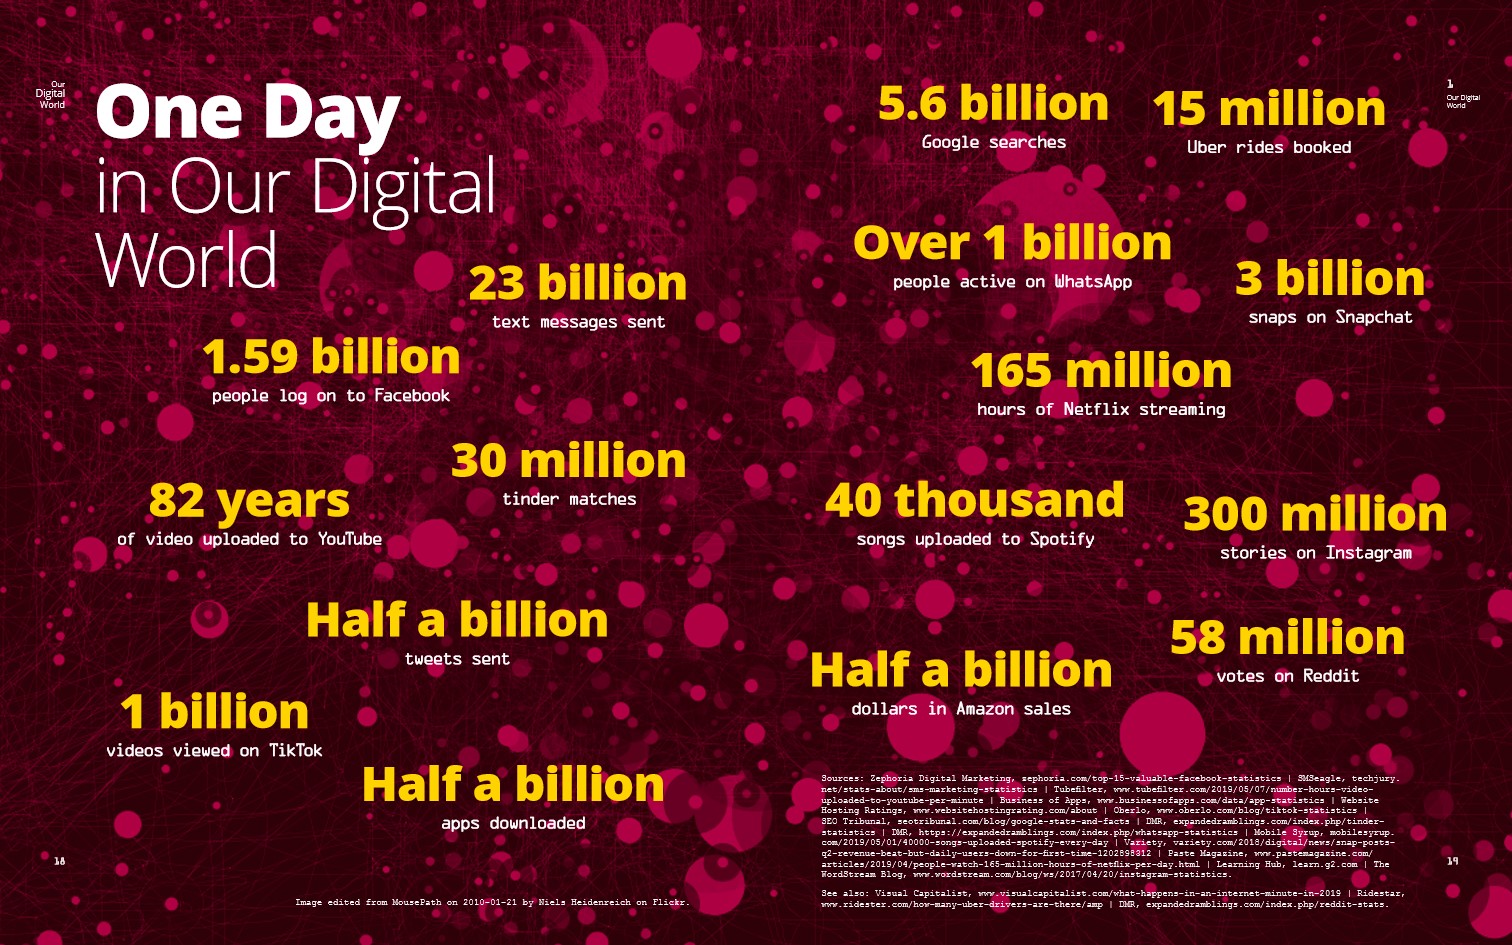 Our
Digital
World
One Day
in Our Digital
World
23 billion
text messages sent
1.59 billion
people log on to Facebook
30 million
tinder matches
82 years
of video uploaded to YouTube
Half a billion
tweets sent
1 billion
videos viewed on TikTok
Half a billion
apps downloaded
18
Image edited from MousePath on 2010-01-21 by Niels Heidenreich on Flickr.
1
Our Digital
World
5.6 billion
Google searches
15 million
Uber rides booked
Over 1 billion
people active on WhatsApp
3 billion
snaps on Snapchat
165 million
hours of Netflix streaming
40 thousand
songs uploaded to Spotify
300 million
stories on Instagram
58 million
votes on Reddit
Half a billion
dollars in Amazon sales
Sources: Zephoria Digital Marketing, zephoria.com/top-15-valuable-facebook-statistics | SMSeagle, techjury.
net/stats-about/sms-marketing-statistics | Tubefilter, www.tubefilter.com/2019/05/07/number-hours-video-
uploaded-to-youtube-per-minute | Business of Apps, www.businessofapps.com/data/app-statistics | Website
Hosting Ratings, www.websitehostingrating.com/about | Oberlo, www.oberlo.com/blog/tiktok-statistics |
SEO Tribunal, seotribunal.com/blog/google-stats-and-facts | DMR, expandedramblings.com/index.php/tinder-
statistics | DMR, https://expandedramblings.com/index.php/whatsapp-statistics | Mobile Syrup, mobilesyrup.
com/2019/05/01/40000-songs-uploaded-spotify-every-day | Variety, variety.com/2018/digital/news/snap-posts-
q2-revenue-beat-but-daily-users-down-for-first-time-1202898312 | Paste Magazine, www.pastemagazine.com/
articles/2019/04/people-watch-165-million-hours-of-netflix-per-day.html | Learning Hub, learn.g2.com | The
WordStream Blog, www.wordstream.com/blog/ws/2017/04/20/instagram-statistics.
See also: Visual Capitalist, www.visualcapitalist.com/what-happens-in-an-internet-minute-in-2019 | Ridestar,
www.ridester.com/how-many-uber-drivers-are-there/amp | DMR, expandedramblings.com/index.php/reddit-stats.
19